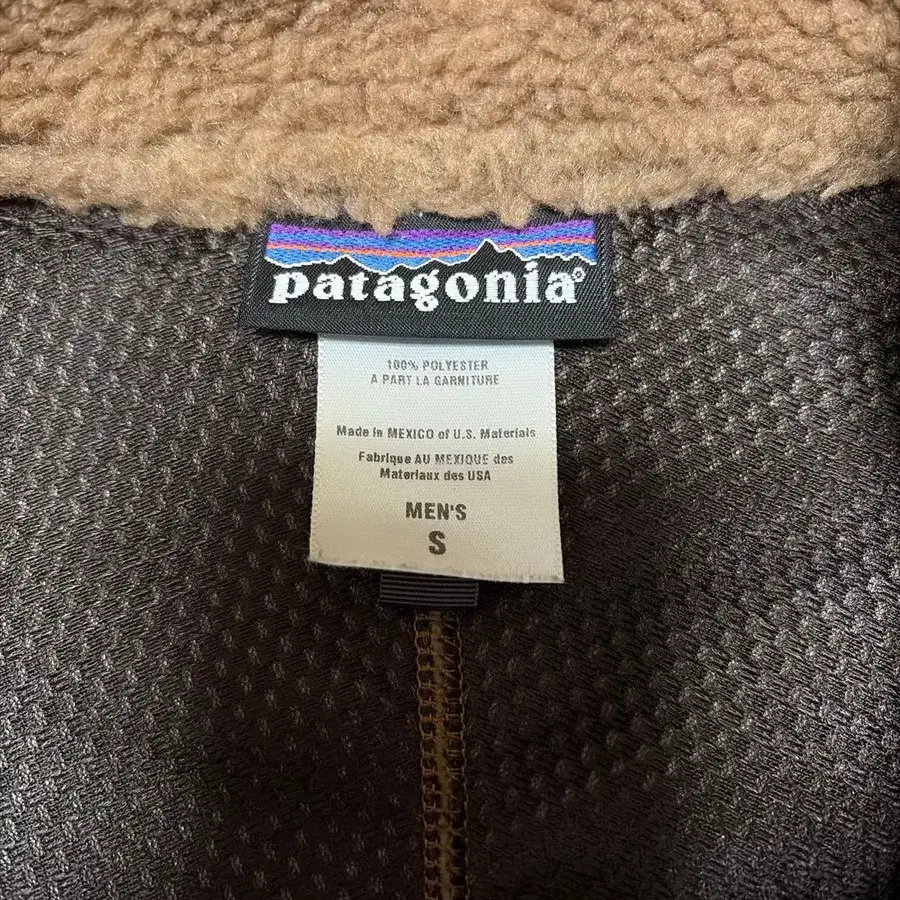 patagonia®
100% POLYESTER
A PART LA GARNITURE
Made in MEXICO of U.S. Materials
Fabrique AU MEXIQUE des
Materiaux des USA
MEN'S
S